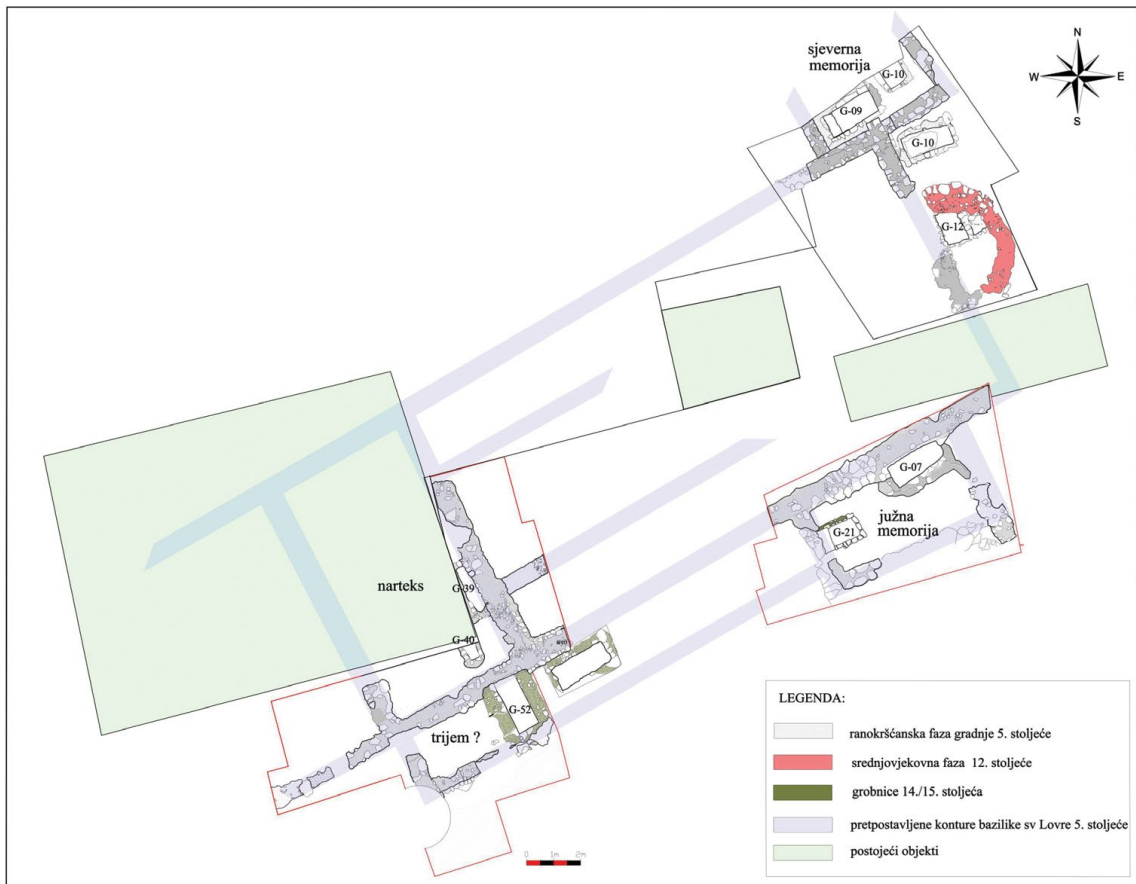 sjeverna
memorija
N
W E
S
G-10
G-09
G-10
G-12
G-07
južna
memorija
G-21
narteks
G-39
G-40
G-52
trijem ?
0 1m 2m
LEGENDA:
ranokršćanska faza gradnje 5. stoljeće
srednjovjekovna faza 12. stoljeće
grobnice 14./15. stoljeća
pretpostavljene konture bazilike sv Lovre 5. stoljeće
postojeći objekti